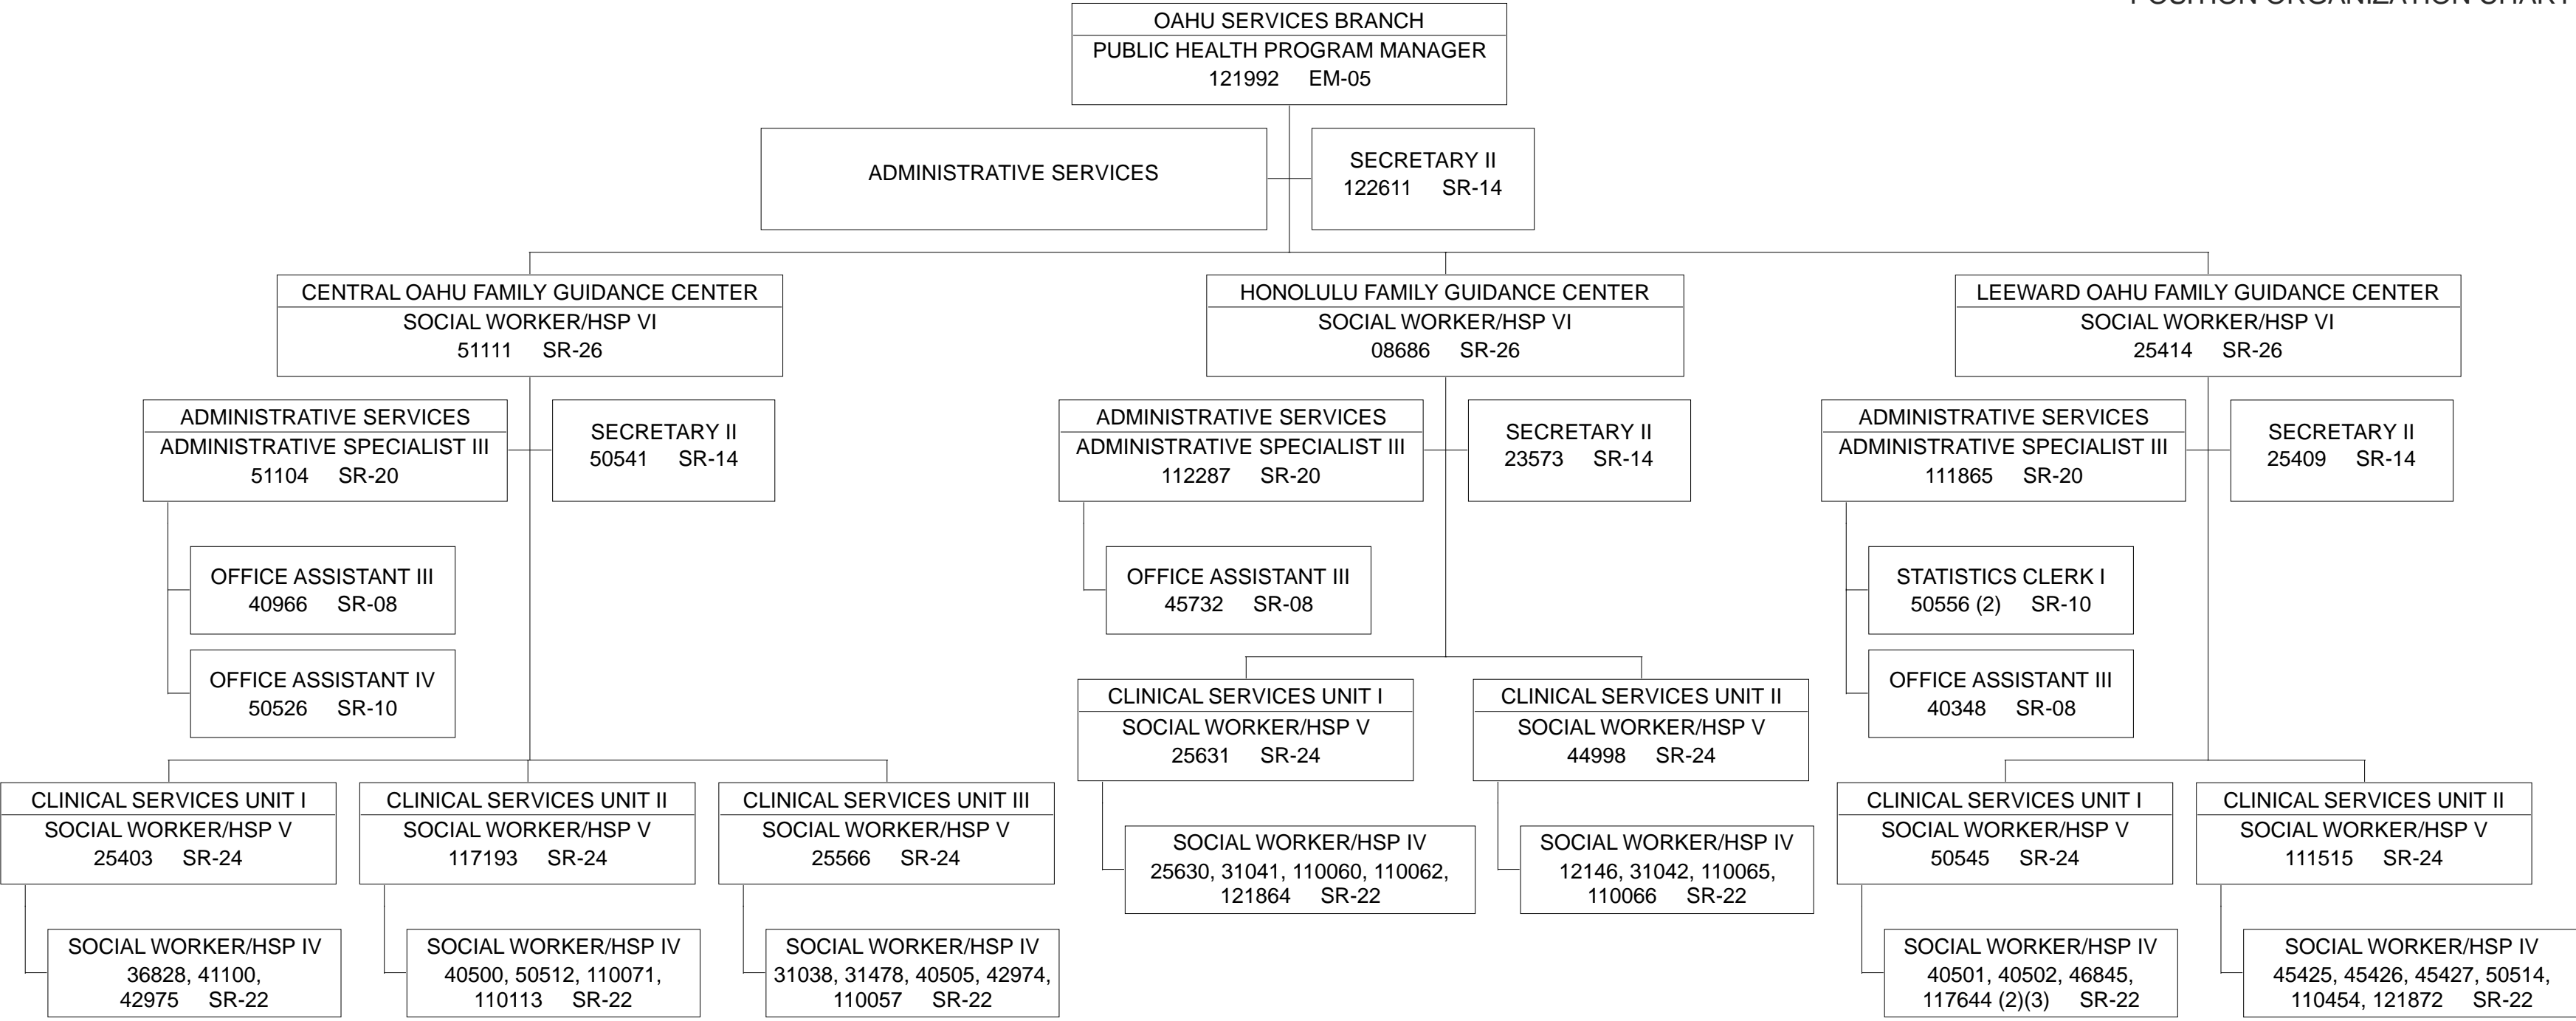 POSITION ORGANIZATION CHART
OAHU SERVICES BRANCH
PUBLIC HEALTH PROGRAM MANAGER
121992 EM-05
ADMINISTRATIVE SERVICES
SECRETARY II
122611 SR-14
CENTRAL OAHU FAMILY GUIDANCE CENTER
SOCIAL WORKER/HSP VI
51111 SR-26
HONOLULU FAMILY GUIDANCE CENTER
SOCIAL WORKER/HSP VI
08686 SR-26
LEEWARD OAHU FAMILY GUIDANCE CENTER
SOCIAL WORKER/HSP VI
25414 SR-26
ADMINISTRATIVE SERVICES
ADMINISTRATIVE SPECIALIST III
51104 SR-20
SECRETARY II
50541 SR-14
ADMINISTRATIVE SERVICES
ADMINISTRATIVE SPECIALIST III
112287 SR-20
SECRETARY II
23573 SR-14
ADMINISTRATIVE SERVICES
ADMINISTRATIVE SPECIALIST III
111865 SR-20
SECRETARY II
25409 SR-14
OFFICE ASSISTANT III
40966 SR-08
OFFICE ASSISTANT IV
50526 SR-10
OFFICE ASSISTANT III
45732 SR-08
STATISTICS CLERK I
50556 (2) SR-10
OFFICE ASSISTANT III
40348 SR-08
CLINICAL SERVICES UNIT I
SOCIAL WORKER/HSP V
25403 SR-24
CLINICAL SERVICES UNIT II
SOCIAL WORKER/HSP V
117193 SR-24
CLINICAL SERVICES UNIT III
SOCIAL WORKER/HSP V
25566 SR-24
CLINICAL SERVICES UNIT I
SOCIAL WORKER/HSP V
25631 SR-24
CLINICAL SERVICES UNIT II
SOCIAL WORKER/HSP V
44998 SR-24
CLINICAL SERVICES UNIT I
SOCIAL WORKER/HSP V
50545 SR-24
CLINICAL SERVICES UNIT II
SOCIAL WORKER/HSP V
111515 SR-24
SOCIAL WORKER/HSP IV
36828, 41100,
42975 SR-22
SOCIAL WORKER/HSP IV
40500, 50512, 110071,
110113 SR-22
SOCIAL WORKER/HSP IV
31038, 31478, 40505, 42974,
110057 SR-22
SOCIAL WORKER/HSP IV
25630, 31041, 110060, 110062,
121864 SR-22
SOCIAL WORKER/HSP IV
12146, 31042, 110065,
110066 SR-22
SOCIAL WORKER/HSP IV
40501, 40502, 46845,
117644 (2)(3) SR-22
SOCIAL WORKER/HSP IV
45425, 45426, 45427, 50514,
110454, 121872 SR-22